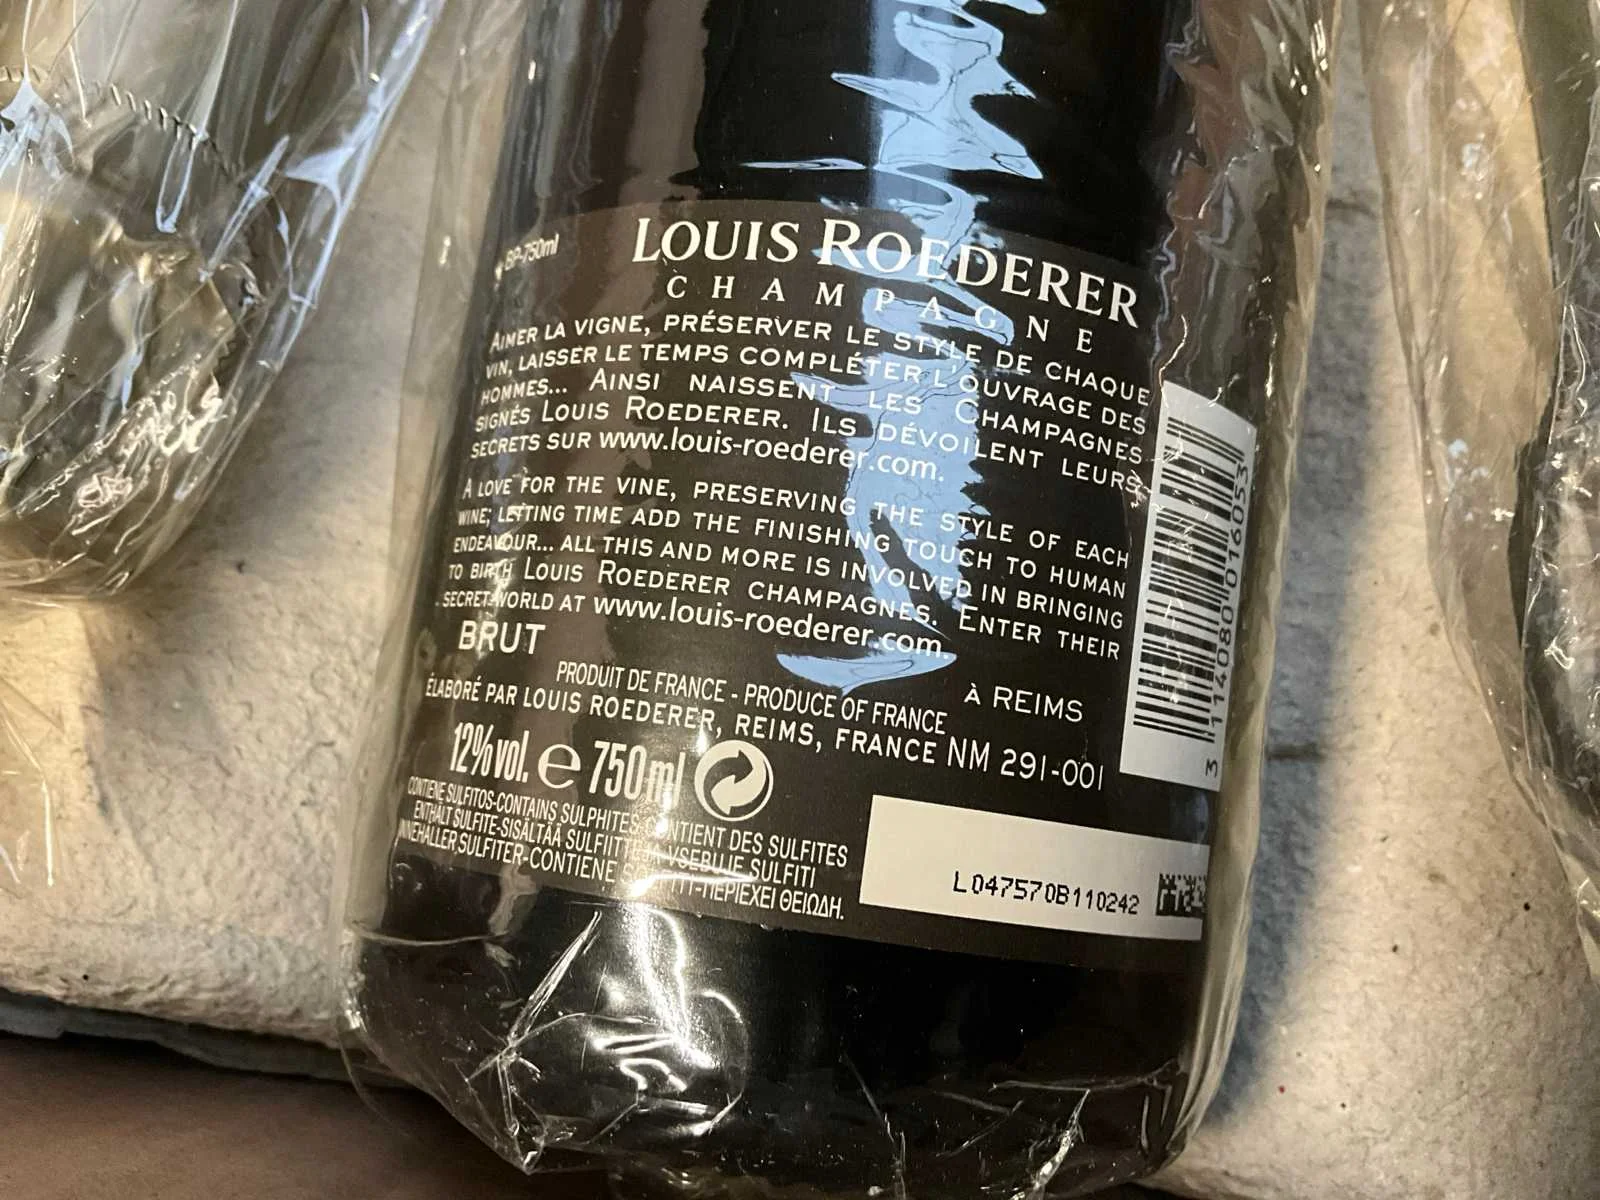 BP-750ml
LOUIS ROEDERER
CHAMPAGNE
AIMER LA VIGNE, PRÉSERVER LE STYLE DE CHAQUE
VIN, LAISSER LE TEMPS COMPLÉTER L'OUVRAGE DES
HOMMES... AINSI NAISSENT LES CHAMPAGNES
SIGNÉS LOUIS ROEDERER. ILS DÉVOILENT LEURS
SECRETS SUR www.louis-roederer.com.
A LOVE FOR THE VINE, PRESERVING THE STYLE OF EACH
WINE; LETTING TIME ADD THE FINISHING TOUCH TO HUMAN
ENDEAVOUR... ALL THIS AND MORE IS INVOLVED IN BRINGING
TO BIRTH LOUIS ROEDERER CHAMPAGNES. ENTER THEIR
SECRET WORLD AT www.louis-roederer.com.
BRUT
PRODUIT DE FRANCE - PRODUCE OF FRANCE
À REIMS
ÉLABORÉ PAR LOUIS ROEDERER, REIMS, FRANCE NM 291-001
12%vol. e 750ml
CONTIENE SULFITOS-CONTAINS SULPHITES-CONTIENT DES SULFITES
ENTHÄLT SULFITE-SISÄLTÄÄ SULFIITTEJA VSEBUJE SULFITI
INNEHALLER SULFITER-CONTIENE SOLFITI-ΠΕΡΙΕΧΕΙ ΘΕΙΩΔΗ.
L047570B110242
3 114080 016053